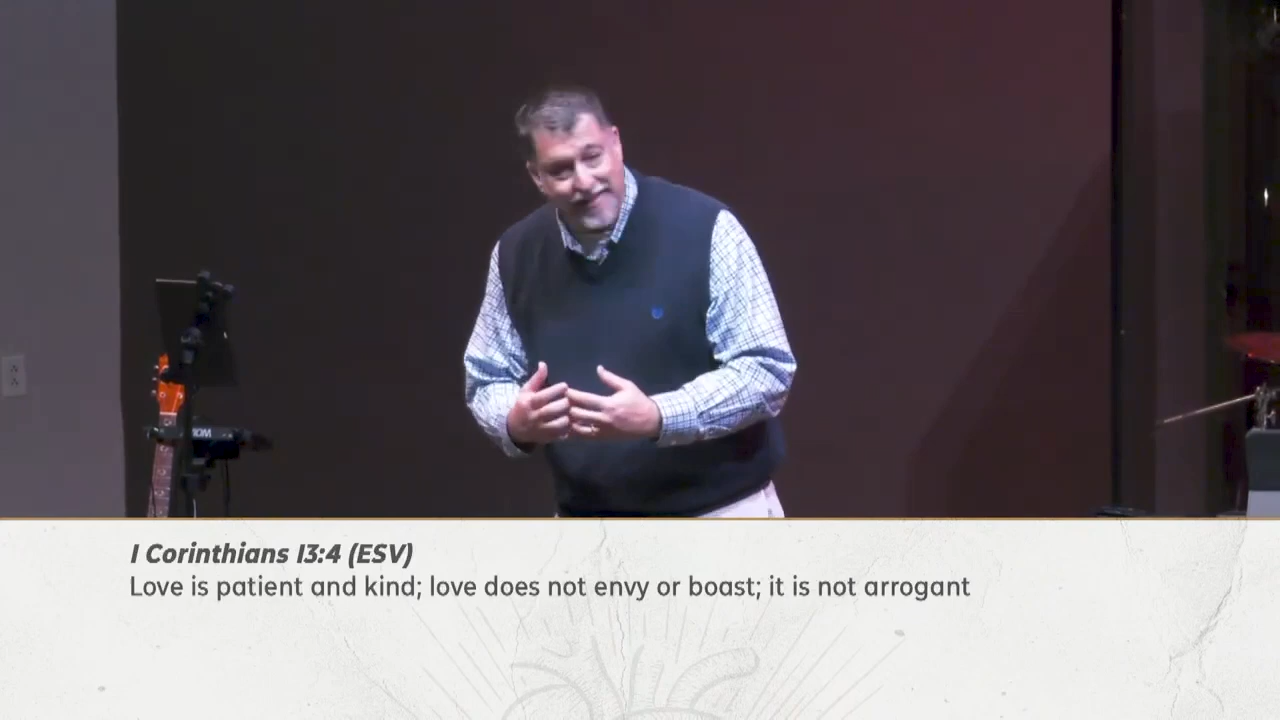 1 Corinthians 13:4 (ESV)
Love is patient and kind; love does not envy or boast; it is not arrogant